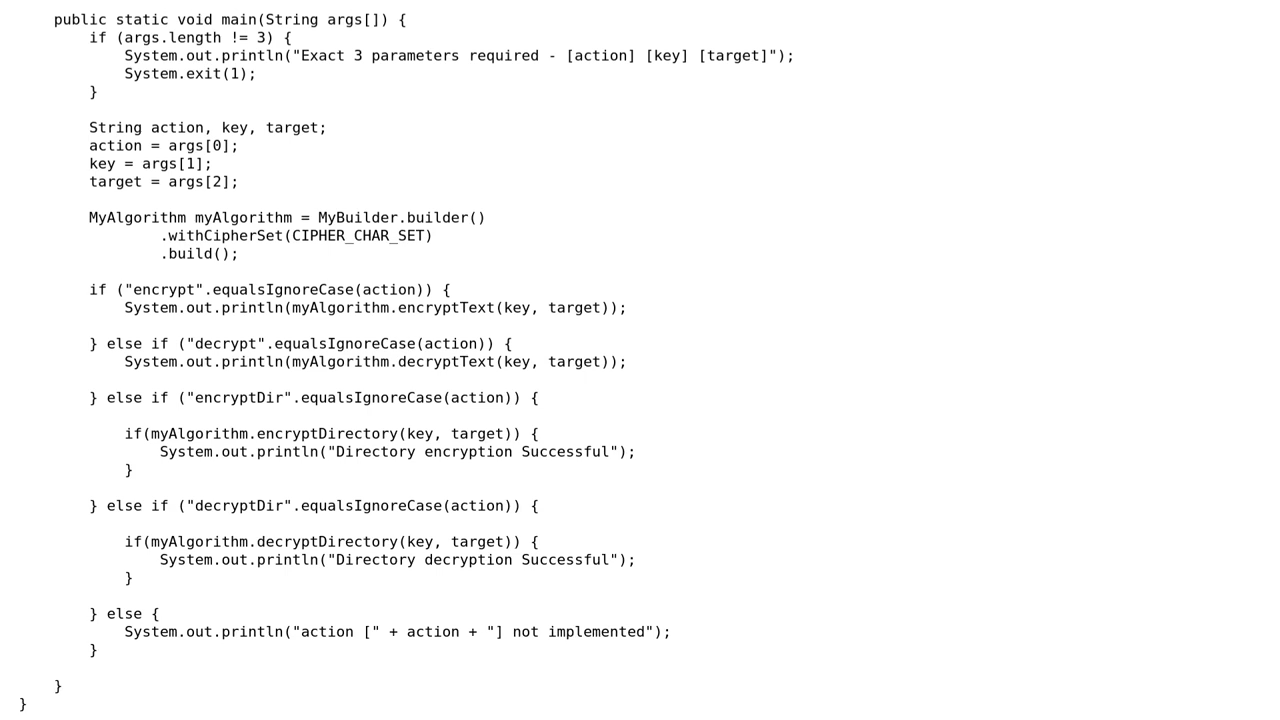 public static void main(String args[]) {
        if (args.length != 3) {
            System.out.println("Exact 3 parameters required - [action] [key] [target]");
            System.exit(1);
        }

        String action, key, target;
        action = args[0];
        key = args[1];
        target = args[2];

        MyAlgorithm myAlgorithm = MyBuilder.builder()
                .withCipherSet(CIPHER_CHAR_SET)
                .build();

        if ("encrypt".equalsIgnoreCase(action)) {
            System.out.println(myAlgorithm.encryptText(key, target));

        } else if ("decrypt".equalsIgnoreCase(action)) {
            System.out.println(myAlgorithm.decryptText(key, target));

        } else if ("encryptDir".equalsIgnoreCase(action)) {

            if(myAlgorithm.encryptDirectory(key, target)) {
                System.out.println("Directory encryption Successful");
            }

        } else if ("decryptDir".equalsIgnoreCase(action)) {

            if(myAlgorithm.decryptDirectory(key, target)) {
                System.out.println("Directory decryption Successful");
            }

        } else {
            System.out.println("action [" + action + "] not implemented");
        }

    }
}